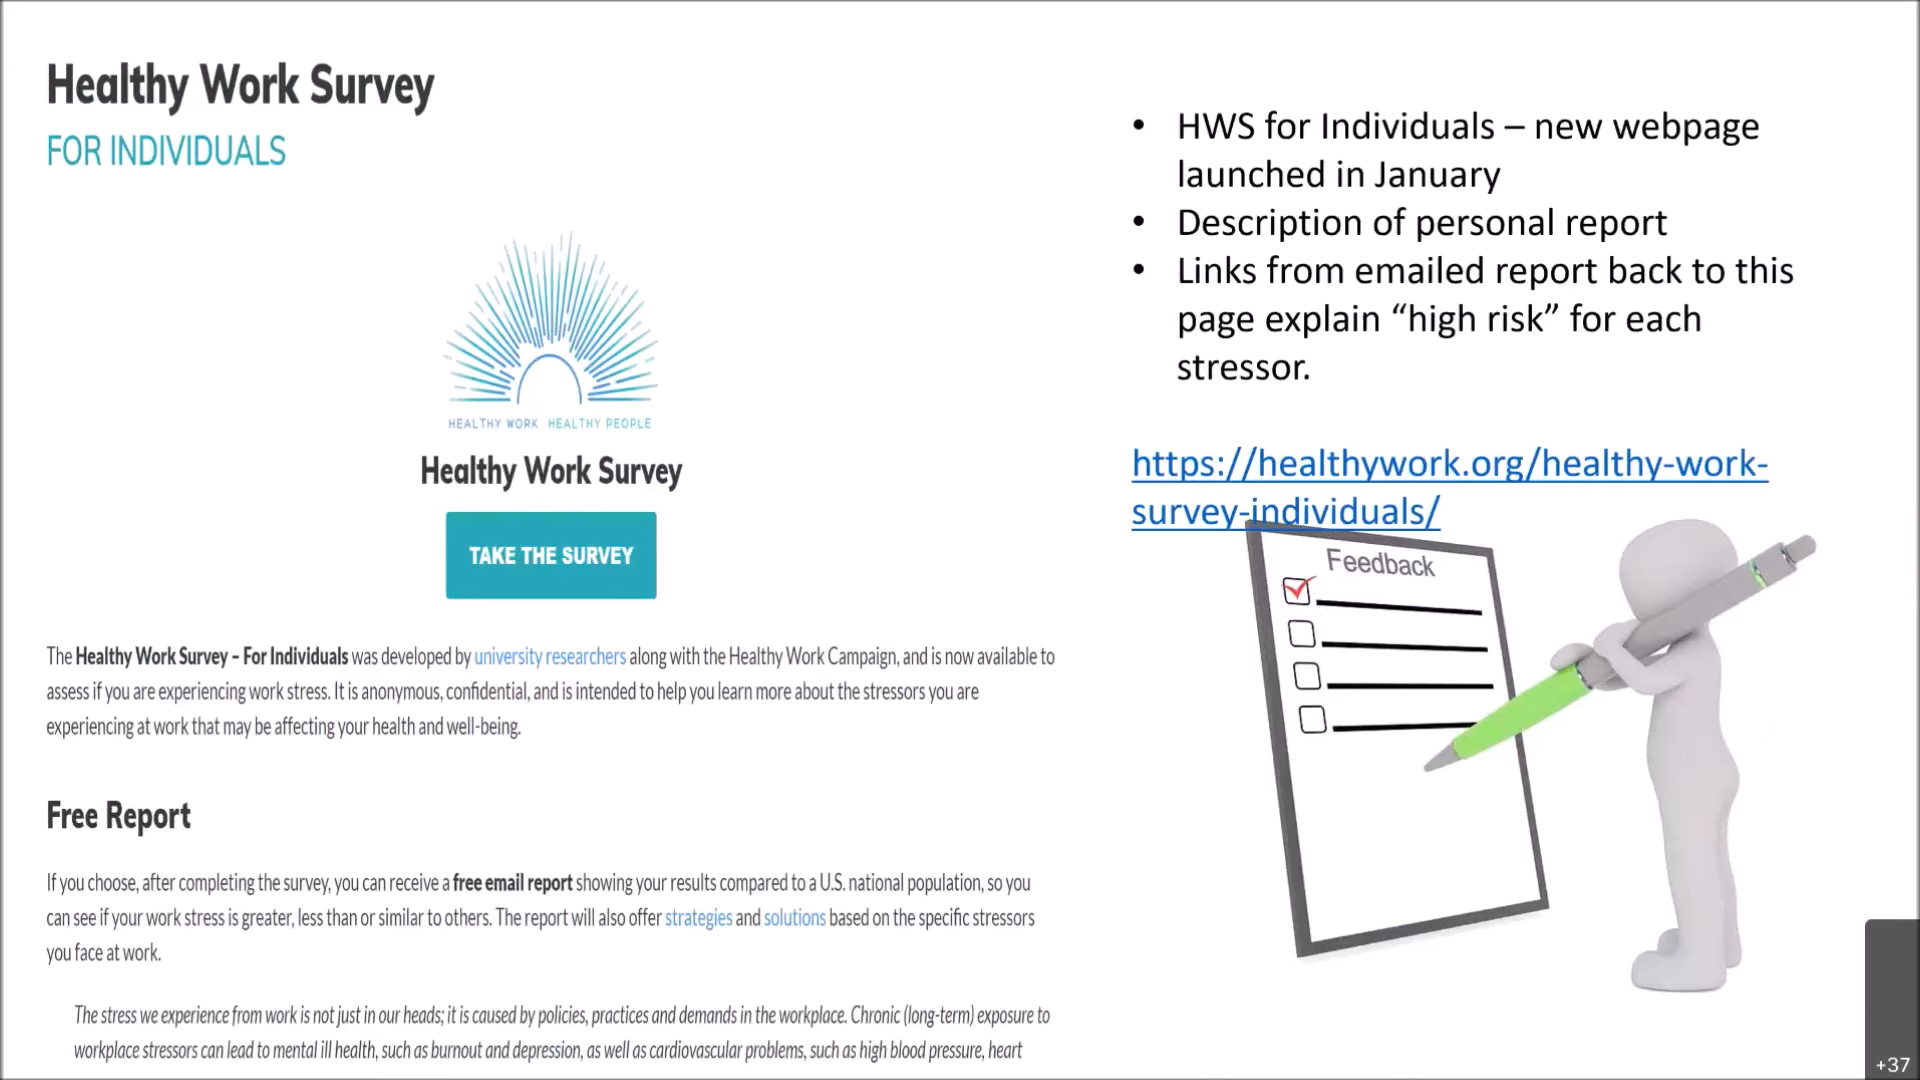 Healthy Work Survey
FOR INDIVIDUALS
HEALTHY WORK HEALTHY PEOPLE
Healthy Work Survey
TAKE THE SURVEY
The Healthy Work Survey – For Individuals was developed by university researchers along with the Healthy Work Campaign, and is now available to
assess if you are experiencing work stress. It is anonymous, confidential, and is intended to help you learn more about the stressors you are
experiencing at work that may be affecting your health and well-being.
Free Report
If you choose, after completing the survey, you can receive a free email report showing your results compared to a U.S. national population, so you
can see if your work stress is greater, less than or similar to others. The report will also offer strategies and solutions based on the specific stressors
you face at work.
The stress we experience from work is not just in our heads; it is caused by policies, practices and demands in the workplace. Chronic (long-term) exposure to
workplace stressors can lead to mental ill health, such as burnout and depression, as well as cardiovascular problems, such as high blood pressure, heart
• HWS for Individuals – new webpage
launched in January
• Description of personal report
• Links from emailed report back to this
page explain “high risk” for each
stressor.
https://healthywork.org/healthy-work-
survey-individuals/
Feedback
+37